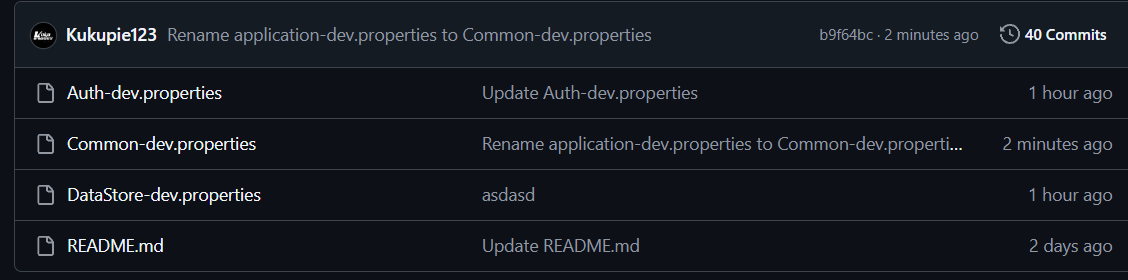 Kukupie123 Rename application-dev.properties to Common-dev.properties b9f64bc · 2 minutes ago 40 Commits
Auth-dev.properties Update Auth-dev.properties 1 hour ago
Common-dev.properties Rename application-dev.properties to Common-dev.properti... 2 minutes ago
DataStore-dev.properties asdasd 1 hour ago
README.md Update README.md 2 days ago